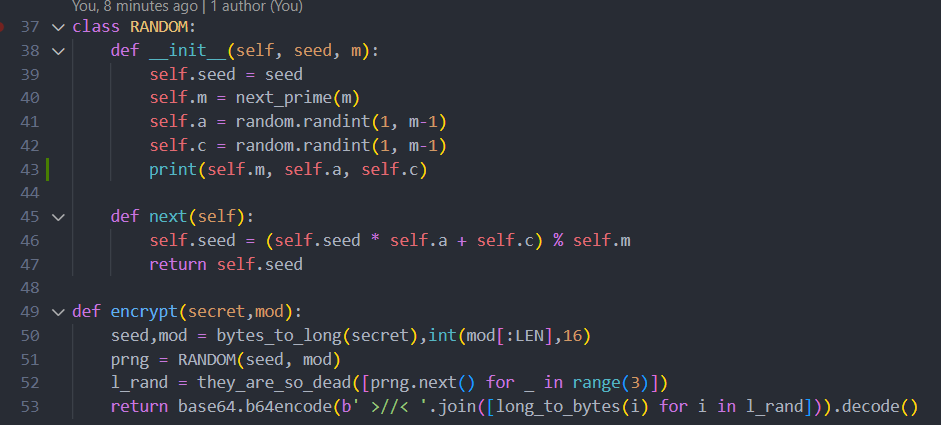 You, 8 minutes ago | 1 author (You)
37 class RANDOM:
38     def __init__(self, seed, m):
39         self.seed = seed
40         self.m = next_prime(m)
41         self.a = random.randint(1, m-1)
42         self.c = random.randint(1, m-1)
43         print(self.m, self.a, self.c)
44
45     def next(self):
46         self.seed = (self.seed * self.a + self.c) % self.m
47         return self.seed
48
49 def encrypt(secret,mod):
50     seed,mod = bytes_to_long(secret),int(mod[:LEN],16)
51     prng = RANDOM(seed, mod)
52     l_rand = they_are_so_dead([prng.next() for _ in range(3)])
53     return base64.b64encode(b' >//< '.join([long_to_bytes(i) for i in l_rand])).decode()